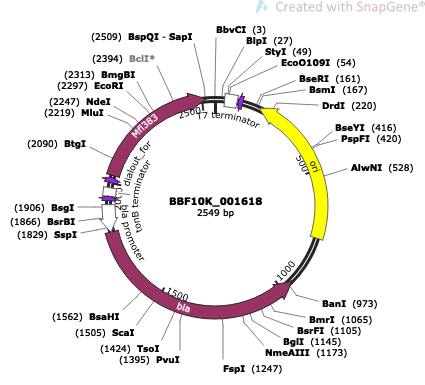 Created with SnapGene®
(2509) BspQI - SapI
BbvCI (3)
BlpI (27)
StyI (49)
EcoO109I (54)
BseRI (161)
BsmI (167)
DrdI (220)
BseYI (416)
PspFI (420)
AlwNI (528)
BanI (973)
BmrI (1065)
BsrFI (1105)
BglI (1145)
NmeAIII (1173)
FspI (1247)
(1395) PvuI
(1424) TsoI
(1505) ScaI
(1562) BsaHI
(1829) SspI
(1866) BsrBI
(1906) BsgI
(2090) BtgI
(2219) MluI
(2247) NdeI
(2297) EcoRI
(2313) BmgBI
(2394) BclI*
T7 terminator
ori
bla
bla promoter
tonB terminator
dialout_for
Mfl383
500
1000
1500
2500
BBF10K_001618
2549 bp